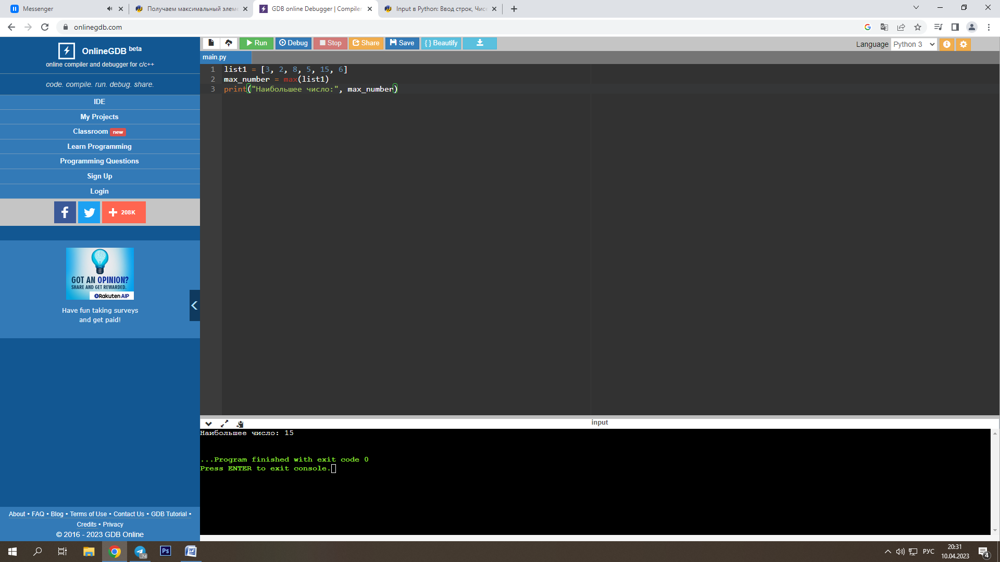 Messenger
Получаем максимальный элеме
GDB online Debugger | Compiler
Input в Python: Ввод строк, Чисе
onlinegdb.com
OnlineGDB beta
online compiler and debugger for c/c++
code. compile. run. debug. share.
IDE
My Projects
Classroom new
Learn Programming
Programming Questions
Sign Up
Login
208K
GOT AN OPINION?
SHARE AND GET REWARDED.
Rakuten AIP
Have fun taking surveys
and get paid!
About • FAQ • Blog • Terms of Use • Contact Us • GDB Tutorial •
Credits • Privacy
© 2016 - 2023 GDB Online
Run Debug Stop Share Save { } Beautify
Language Python 3
main.py
1 list1 = [3, 2, 8, 5, 15, 6]
2 max_number = max(list1)
3 print("Наибольшее число:", max_number)
input
Наибольшее число: 15
...Program finished with exit code 0
Press ENTER to exit console.
Ps
74
РУС
20:31
10.04.2023
4